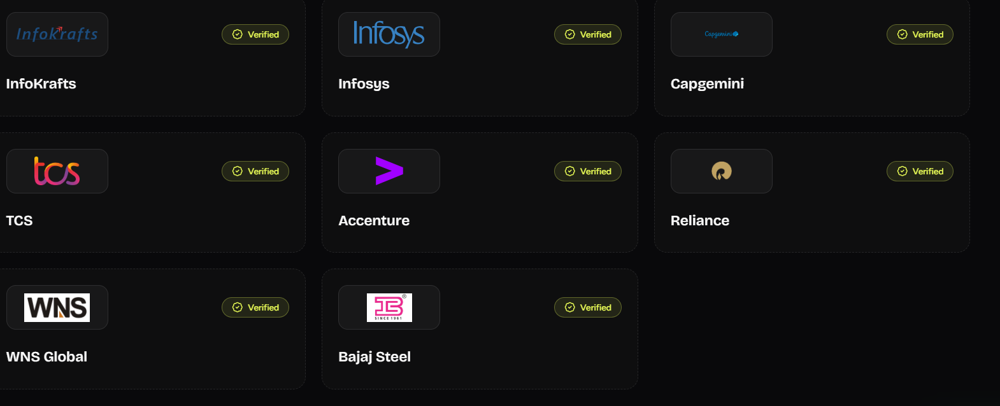 InfoKrafts
Verified
Infosys
Verified
Capgemini
Verified
InfoKrafts
Infosys
Capgemini
tcs
Verified
Verified
Verified
TCS
Accenture
Reliance
WNS
Verified
B ®
SINCE 1961
Verified
WNS Global
Bajaj Steel